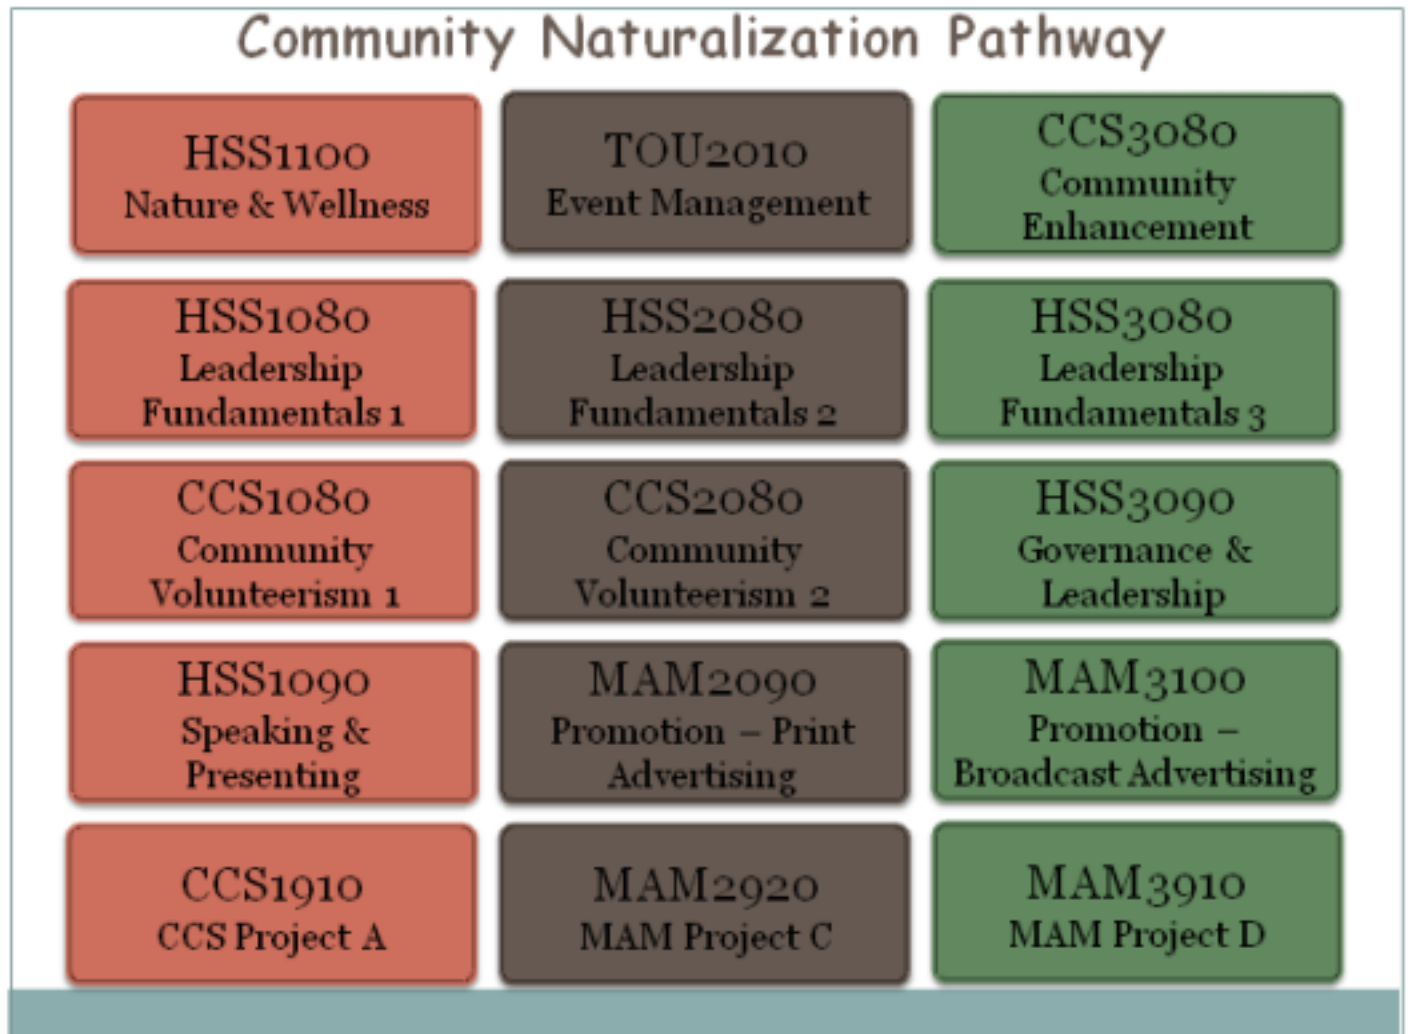 Community Naturalization Pathway
HSS1100
Nature & Wellness
TOU2010
Event Management
CCS3080
Community
Enhancement
HSS1080
Leadership
Fundamentals 1
HSS2080
Leadership
Fundamentals 2
HSS3080
Leadership
Fundamentals 3
CCS1080
Community
Volunteerism 1
CCS2080
Community
Volunteerism 2
HSS3090
Governance &
Leadership
HSS1090
Speaking &
Presenting
MAM2090
Promotion – Print
Advertising
MAM3100
Promotion –
Broadcast Advertising
CCS1910
CCS Project A
MAM2920
MAM Project C
MAM3910
MAM Project D